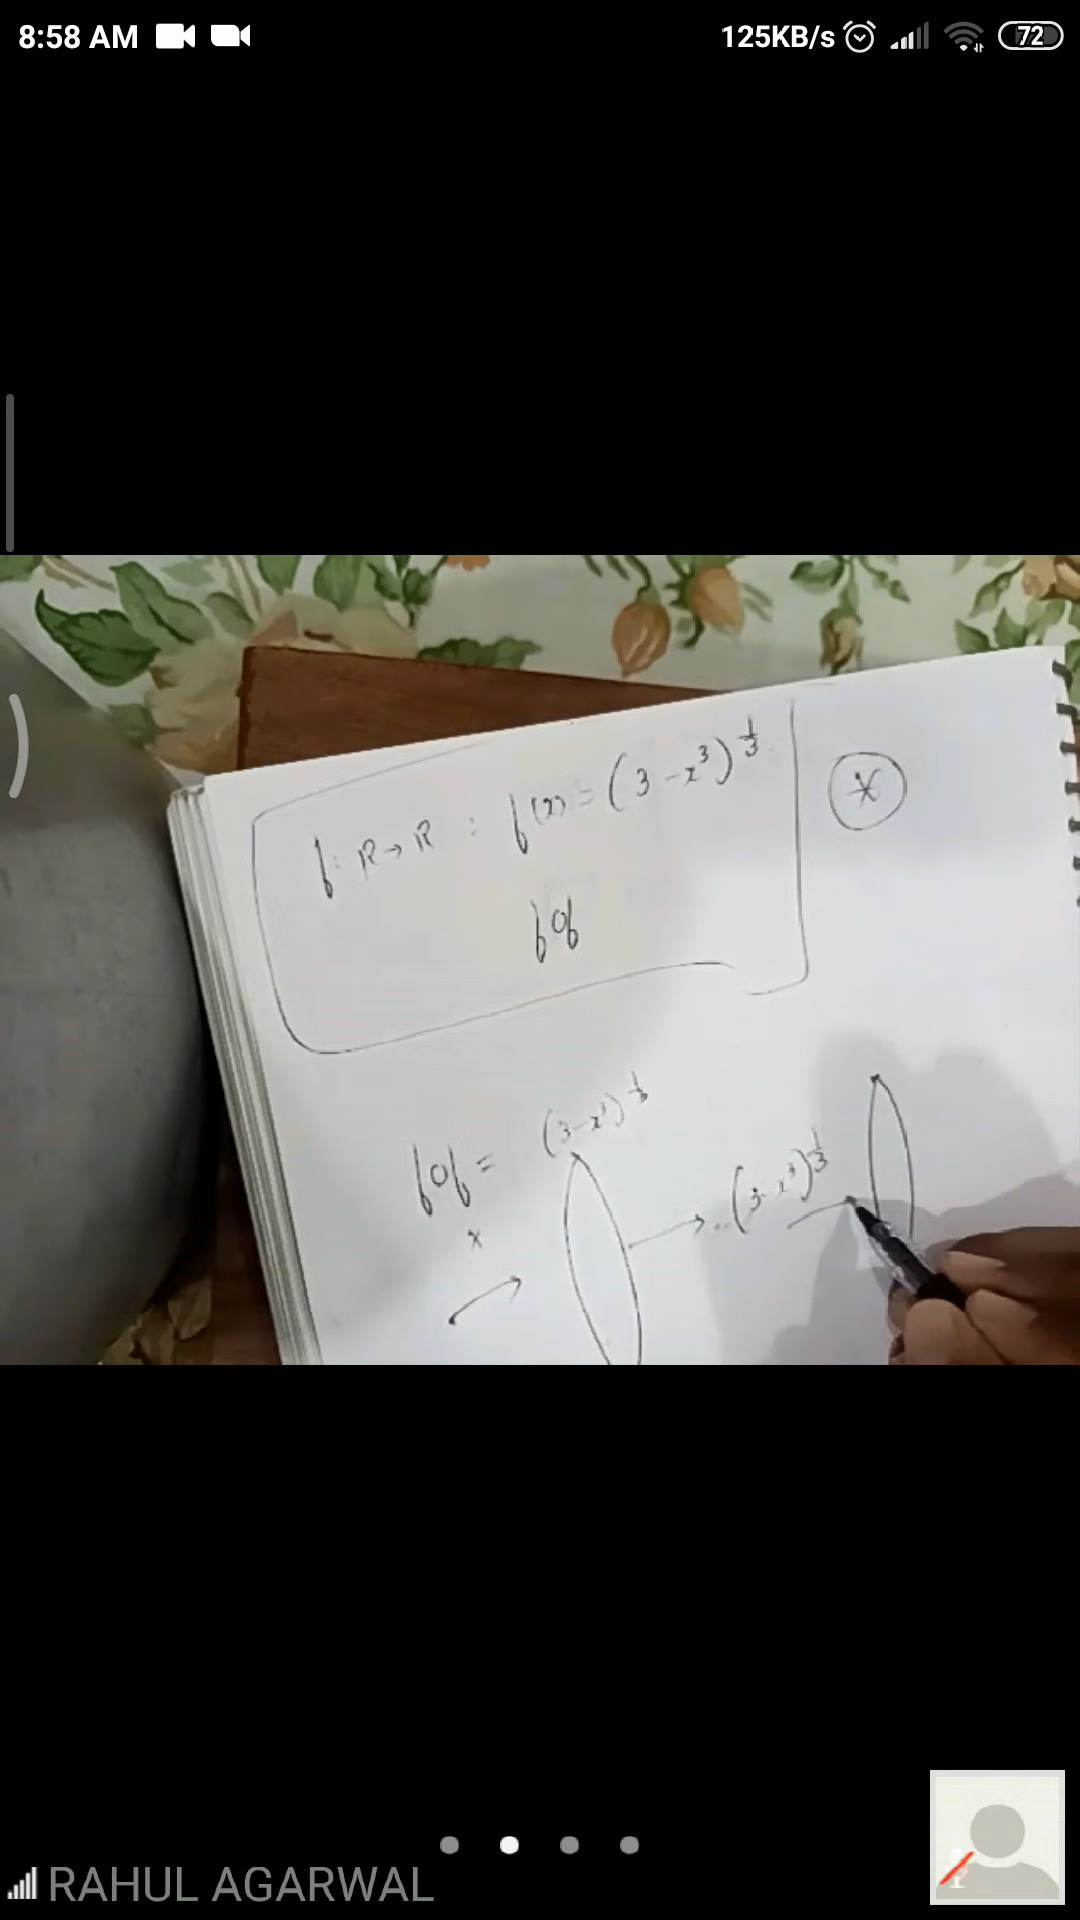 8:58 AM
125KB/s
72
f: R → R : f(x) = (3 - x³)^1/3
fof
fof = (3-x³)^1/3
x
(3-x³)^1/3
RAHUL AGARWAL